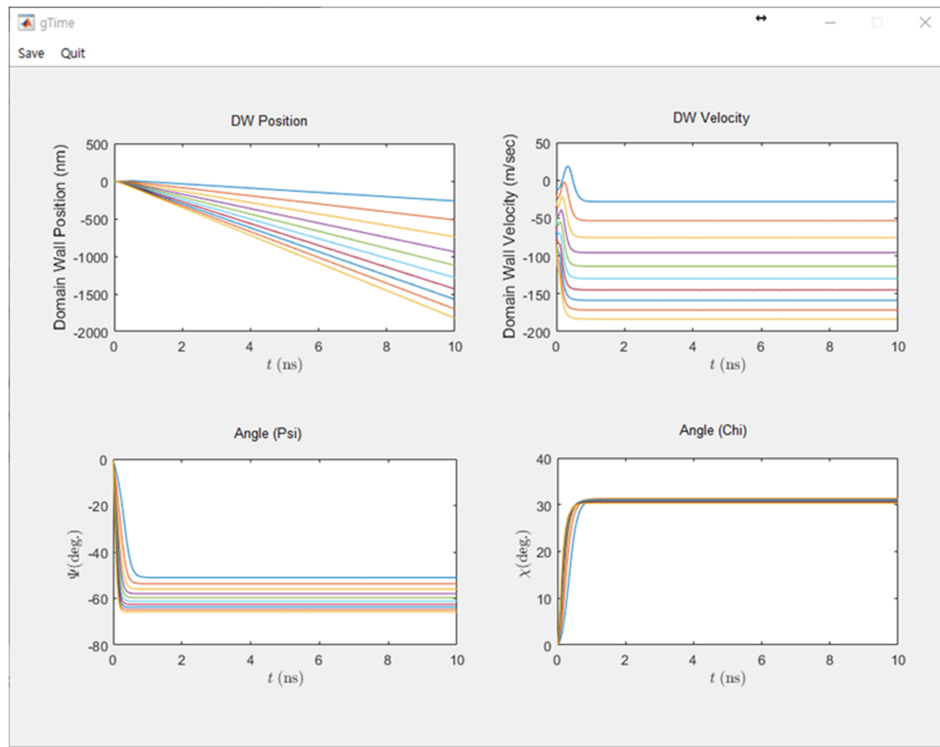 gTime
Save Quit
DW Position
Domain Wall Position (nm)
500
0
-500
-1000
-1500
-2000
0 2 4 6 8 10
t (ns)
DW Velocity
Domain Wall Velocity (m/sec)
50
0
-50
-100
-150
-200
0 2 4 6 8 10
t (ns)
Angle (Psi)
Ψ(deg.)
0
-20
-40
-60
-80
0 2 4 6 8 10
t (ns)
Angle (Chi)
χ(deg.)
40
30
20
10
0
0 2 4 6 8 10
t (ns)